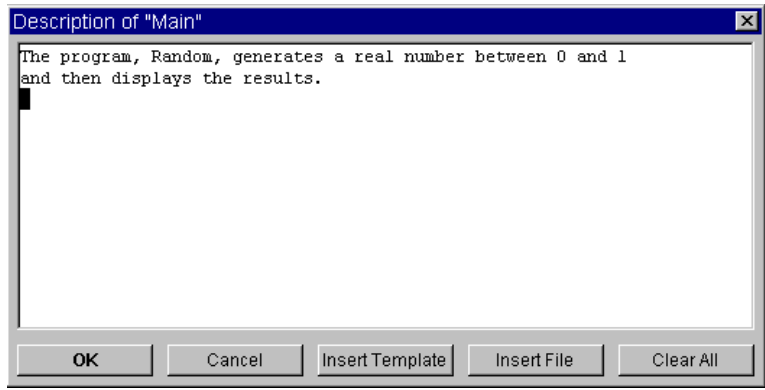 Description of "Main"
The program, Random, generates a real number between 0 and 1
and then displays the results.
OK Cancel Insert Template Insert File Clear All